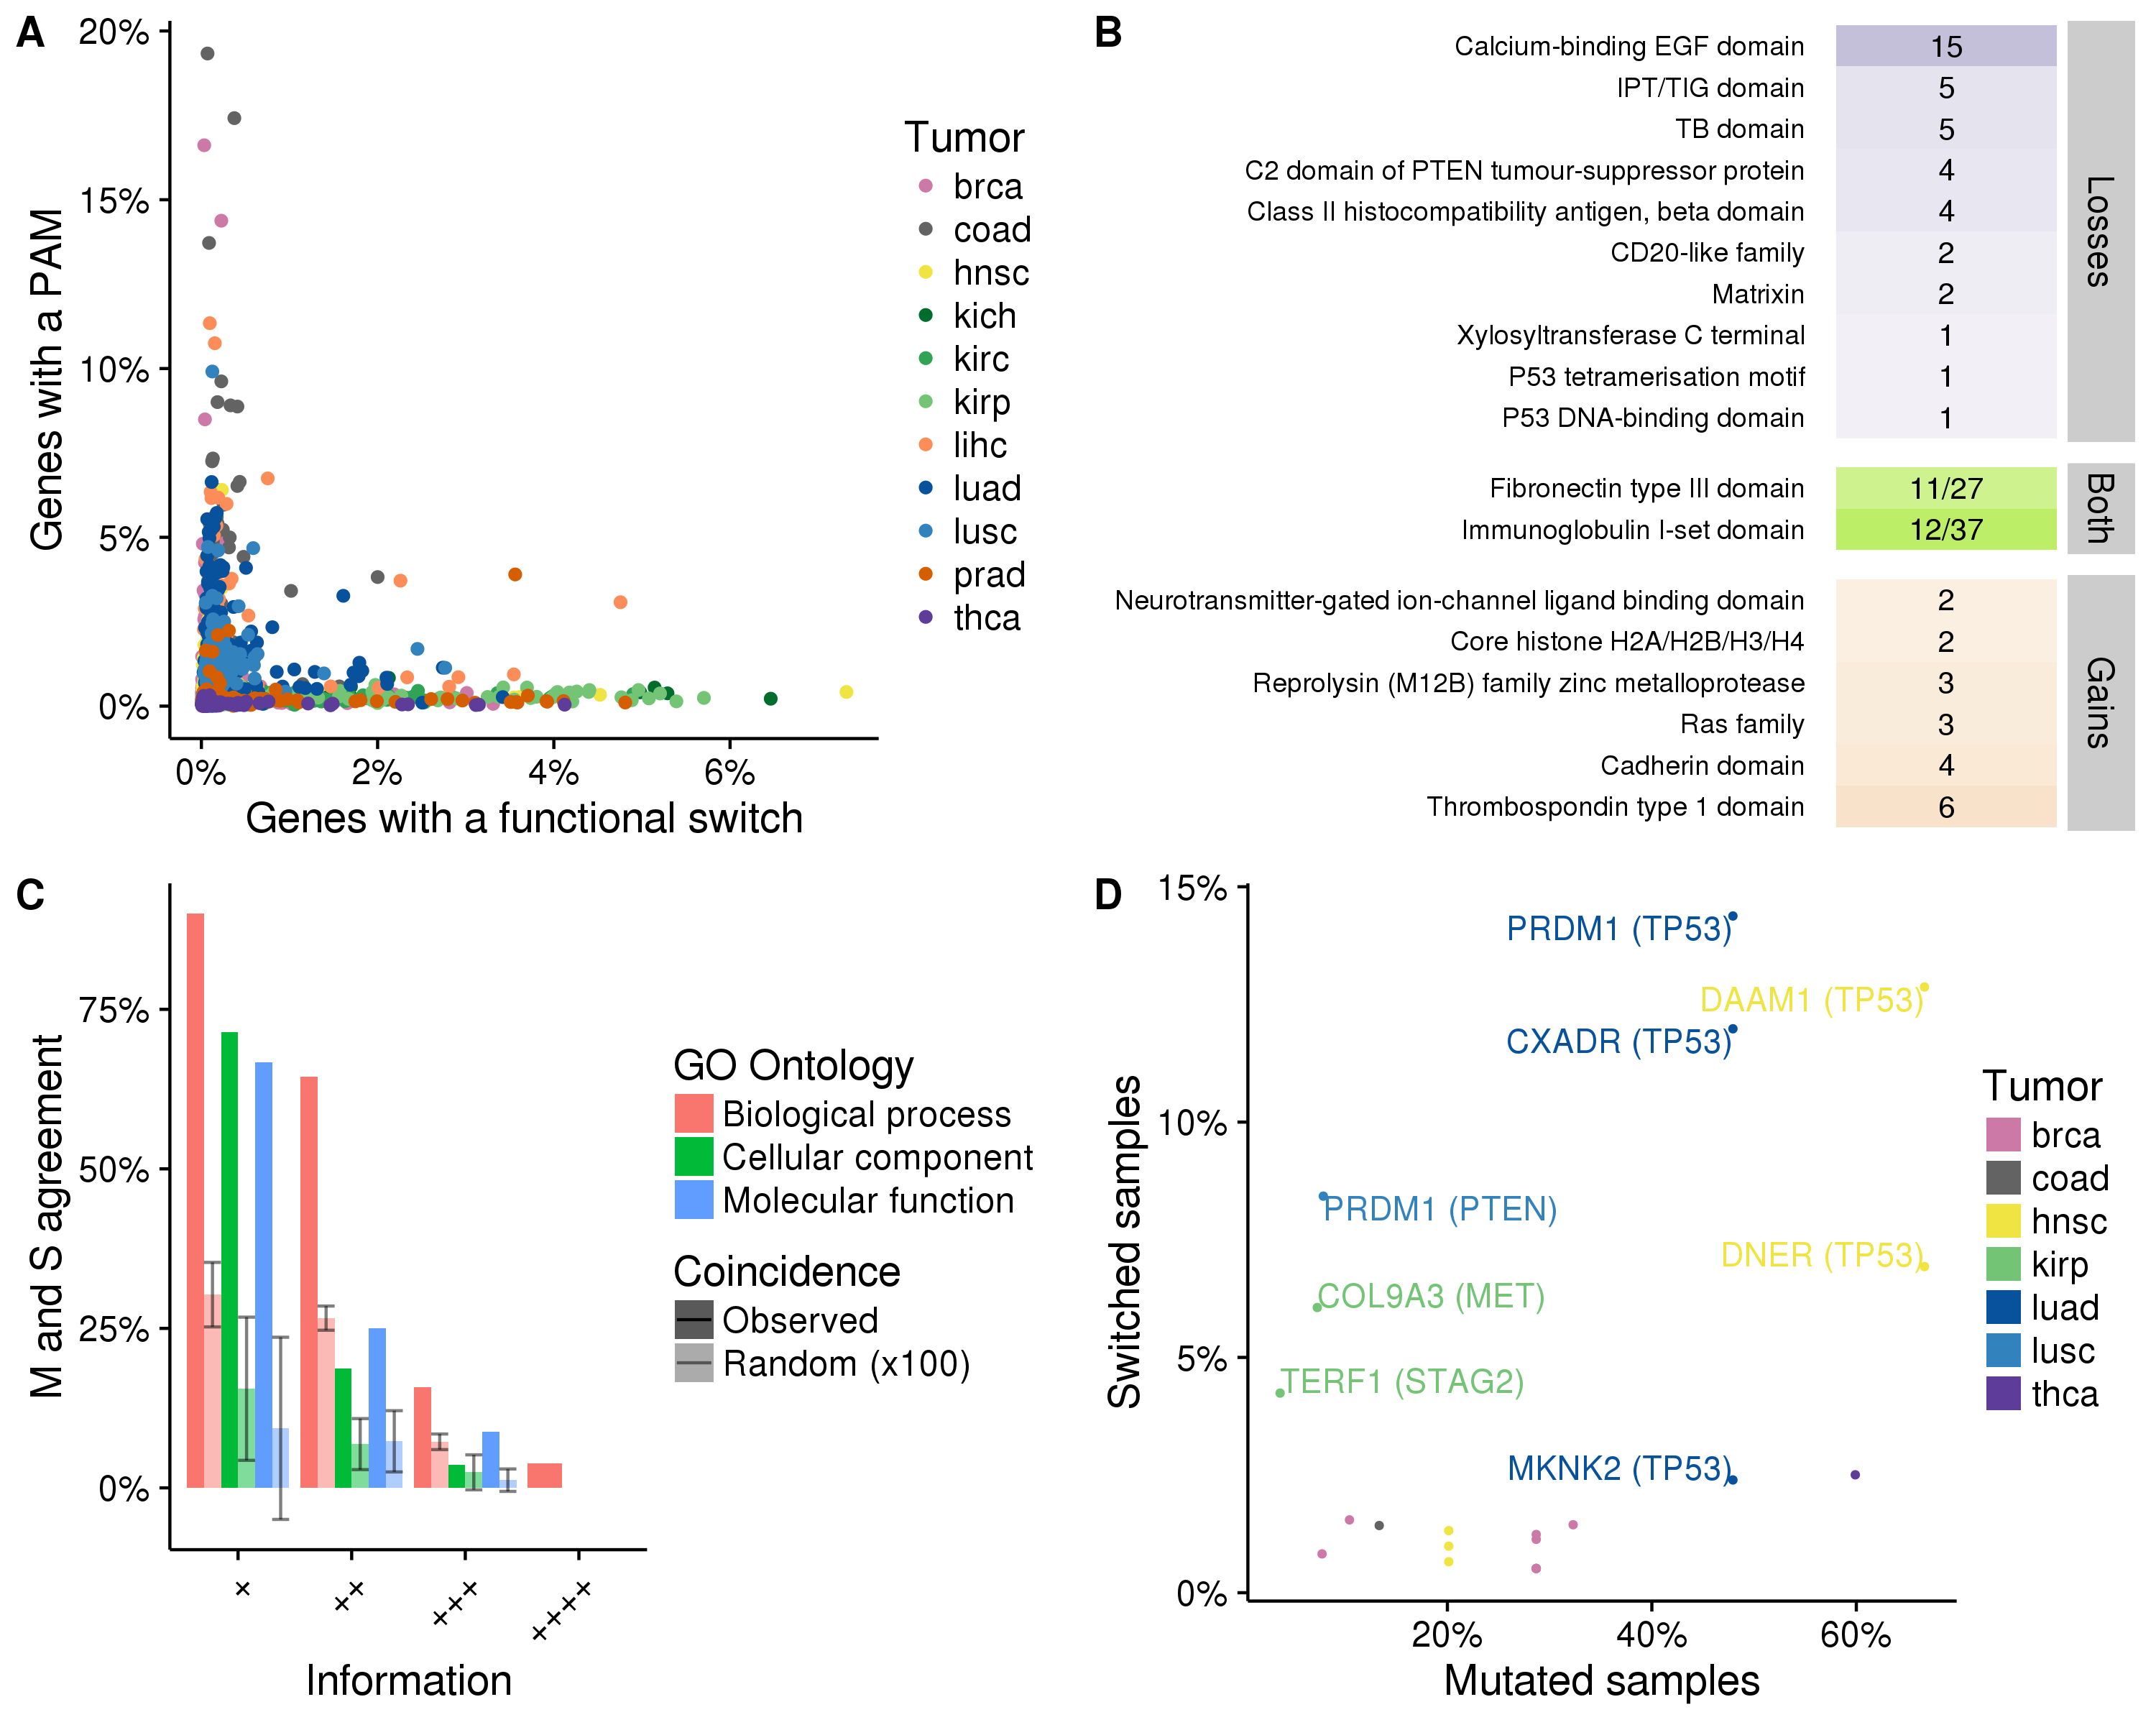 A
20%
15%
10%
5%
0%
Genes with a PAM
0%
2%
4%
6%
Genes with a functional switch
Tumor
brca
coad
hnsc
kich
kirc
kirp
lihc
luad
lusc
prad
thca
B
Calcium-binding EGF domain 15
IPT/TIG domain 5
TB domain 5
C2 domain of PTEN tumour-suppressor protein 4
Class II histocompatibility antigen, beta domain 4
CD20-like family 2
Matrixin 2
Xylosyltransferase C terminal 1
P53 tetramerisation motif 1
P53 DNA-binding domain 1
Losses
Fibronectin type III domain 11/27
Immunoglobulin I-set domain 12/37
Both
Neurotransmitter-gated ion-channel ligand binding domain 2
Core histone H2A/H2B/H3/H4 2
Reprolysin (M12B) family zinc metalloprotease 3
Ras family 3
Cadherin domain 4
Thrombospondin type 1 domain 6
Gains
C
75%
50%
25%
0%
M and S agreement
+
++
+++
++++
Information
GO Ontology
Biological process
Cellular component
Molecular function
Coincidence
Observed
Random (x100)
D
15%
10%
5%
0%
Switched samples
PRDM1 (TP53)
DAAM1 (TP53)
CXADR (TP53)
PRDM1 (PTEN)
DNER (TP53)
COL9A3 (MET)
TERF1 (STAG2)
MKNK2 (TP53)
20%
40%
60%
Mutated samples
Tumor
brca
coad
hnsc
kirp
luad
lusc
thca